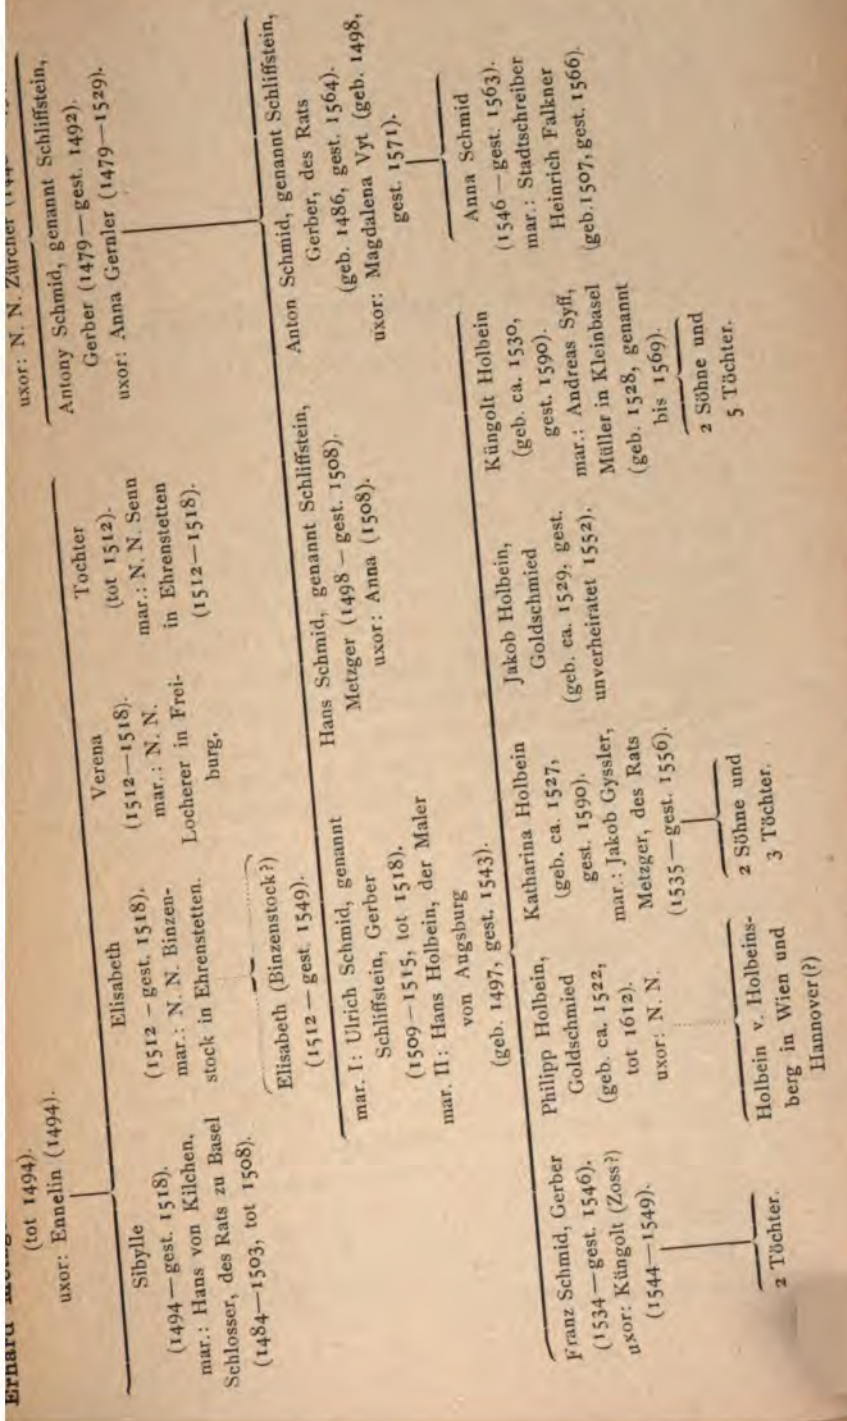 Erhard
(tot 1494).
uxor: Ennelin (1494).
uxor: N. N. Zürcher
Sibylle
(1494—gest. 1518).
mar.: Hans von Kilchen,
Schlosser, des Rats zu Basel
(1484—1503, tot 1508).
Elisabeth
(1512 – gest. 1518).
mar.: N. N. Binzen-
stock in Ehrenstetten.
Verena
(1512—1518).
mar.: N. N.
Locherer in Frei-
burg.
Tochter
(tot 1512).
mar.: N. N. Senn
in Ehrenstetten
(1512—1518).
Antony Schmid, genannt Schliffstein,
Gerber (1479—gest. 1492).
uxor: Anna Gernler (1479—1529).
Elisabeth (Binzenstock?)
(1512—gest. 1549).
mar. I: Ulrich Schmid, genannt
Schliffstein, Gerber
(1509—1515, tot 1518).
mar. II: Hans Holbein, der Maler
von Augsburg
(geb. 1497, gest. 1543).
Hans Schmid, genannt Schliffstein,
Metzger (1498 – gest. 1508).
uxor: Anna (1508).
Anton Schmid, genannt Schliffstein,
Gerber, des Rats
(geb. 1486, gest. 1564).
uxor: Magdalena Vyt (geb. 1498,
gest. 1571).
Franz Schmid, Gerber
(1534—gest. 1546).
uxor: Küngolt (Zoss?)
(1544—1549).
2 Töchter.
Philipp Holbein,
Goldschmied
(geb. ca. 1522,
tot 1612).
uxor: N. N.
Holbein v. Holbeins-
berg in Wien und
Hannover(?)
Katharina Holbein
(geb. ca. 1527,
gest. 1590).
mar.: Jakob Gyssler,
Metzger, des Rats
(1535—gest. 1556).
2 Söhne und
3 Töchter.
Jakob Holbein,
Goldschmied
(geb. ca. 1529, gest.
unverheiratet 1552).
Küngolt Holbein
(geb. ca. 1530,
gest. 1590).
mar.: Andreas Syff,
Müller in Kleinbasel
(geb. 1528, genannt
bis 1569).
2 Söhne und
5 Töchter.
Anna Schmid
(1546—gest. 1563).
mar.: Stadtschreiber
Heinrich Falkner
(geb. 1507, gest. 1566).